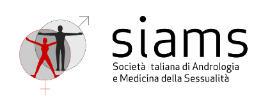 siams
Società Italiana di Andrologia
e Medicina della Sessualità